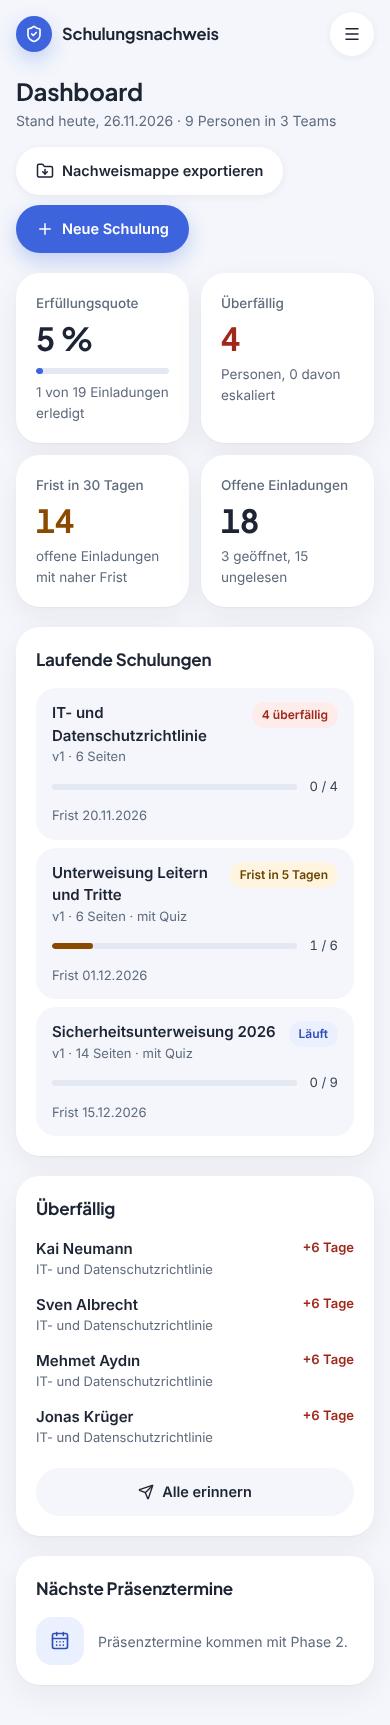 Schulungsnachweis
Dashboard
Stand heute, 26.11.2026 · 9 Personen in 3 Teams
Nachweismappe exportieren
Neue Schulung
Erfüllungsquote
5 %
1 von 19 Einladungen
erledigt
Überfällig
4
Personen, 0 davon
eskaliert
Frist in 30 Tagen
14
offene Einladungen
mit naher Frist
Offene Einladungen
18
3 geöffnet, 15
ungelesen
Laufende Schulungen
IT- und
Datenschutzrichtlinie
4 überfällig
v1 · 6 Seiten
0 / 4
Frist 20.11.2026
Unterweisung Leitern
und Tritte
Frist in 5 Tagen
v1 · 6 Seiten · mit Quiz
1 / 6
Frist 01.12.2026
Sicherheitsunterweisung 2026
Läuft
v1 · 14 Seiten · mit Quiz
0 / 9
Frist 15.12.2026
Überfällig
Kai Neumann
+6 Tage
IT- und Datenschutzrichtlinie
Sven Albrecht
+6 Tage
IT- und Datenschutzrichtlinie
Mehmet Aydın
+6 Tage
IT- und Datenschutzrichtlinie
Jonas Krüger
+6 Tage
IT- und Datenschutzrichtlinie
Alle erinnern
Nächste Präsenztermine
Präsenztermine kommen mit Phase 2.